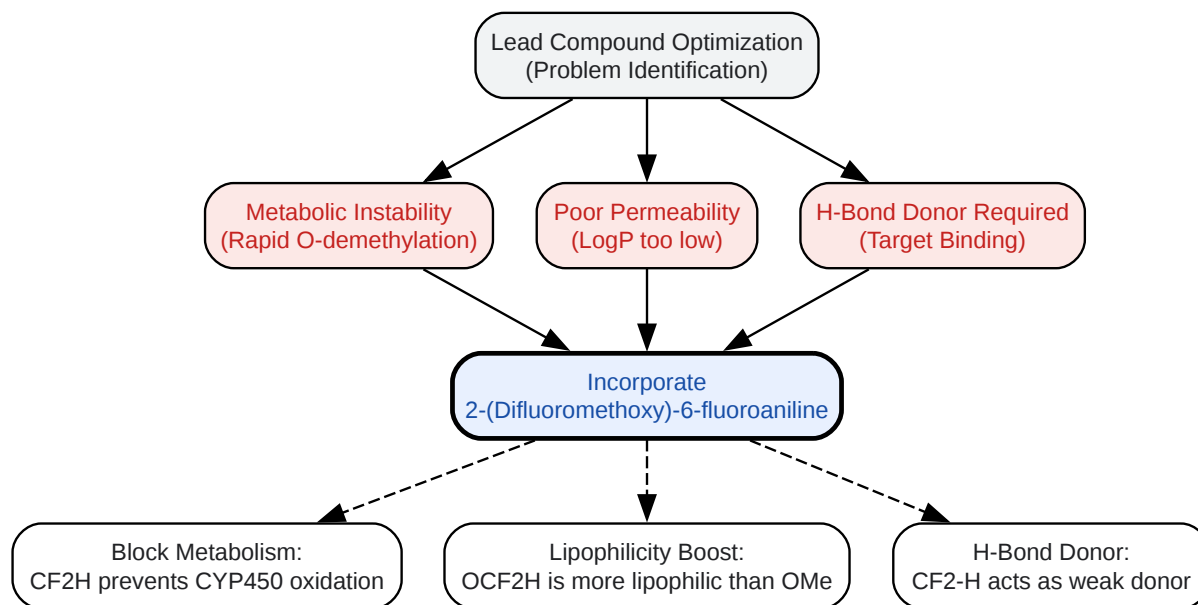 Lead Compound Optimization
(Problem Identification)
Metabolic Instability
(Rapid O-demethylation)
Poor Permeability
(LogP too low)
H-Bond Donor Required
(Target Binding)
Incorporate
2-(Difluoromethoxy)-6-fluoroaniline
Block Metabolism:
CF2H prevents CYP450 oxidation
Lipophilicity Boost:
OCF2H is more lipophilic than OMe
H-Bond Donor:
CF2-H acts as weak donor